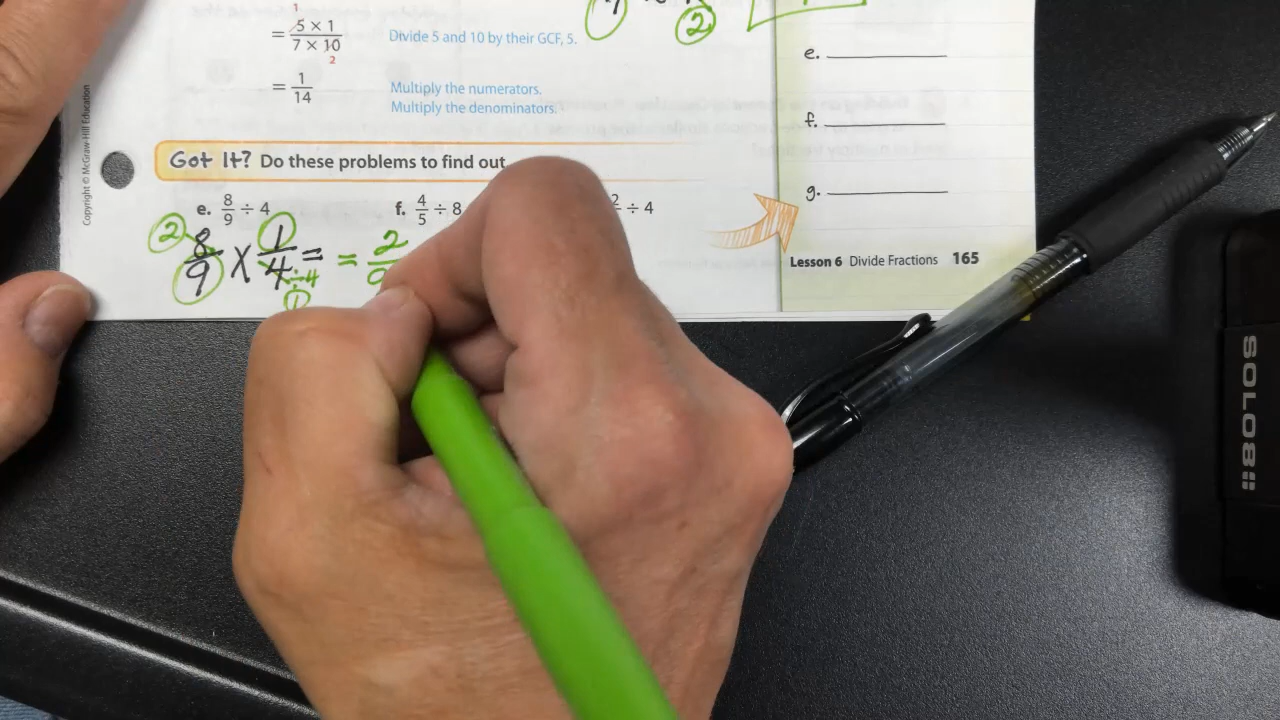 1
= 5 × 1
7 × 10
2
Divide 5 and 10 by their GCF, 5.
2
= 1
14
Multiply the numerators.
Multiply the denominators.
e.
f.
g.
Copyright © McGraw-Hill Education
Got It? Do these problems to find out.
e. 8/9 ÷ 4
f. 4/5 ÷ 8
2 ÷ 4
2 8/9 X 1/4 = = 2/9
÷4
1
Lesson 6 Divide Fractions 165
SOLO8